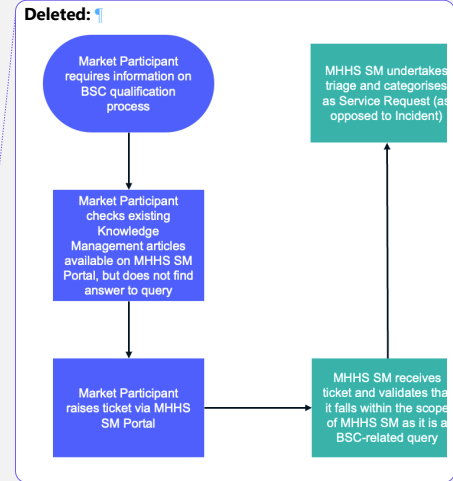 Deleted: ¶
Market Participant
requires information on
BSC qualification
process
Market Participant
checks existing
Knowledge
Management articles
available on MHHS SM
Portal, but does not find
answer to query
Market Participant
raises ticket via MHHS
SM Portal
MHHS SM receives
ticket and validates tha
it falls within the scope
of MHHS SM as it is a
BSC-related query
MHHS SM undertakes
triage and categorises
as Service Request (as
opposed to Incident)